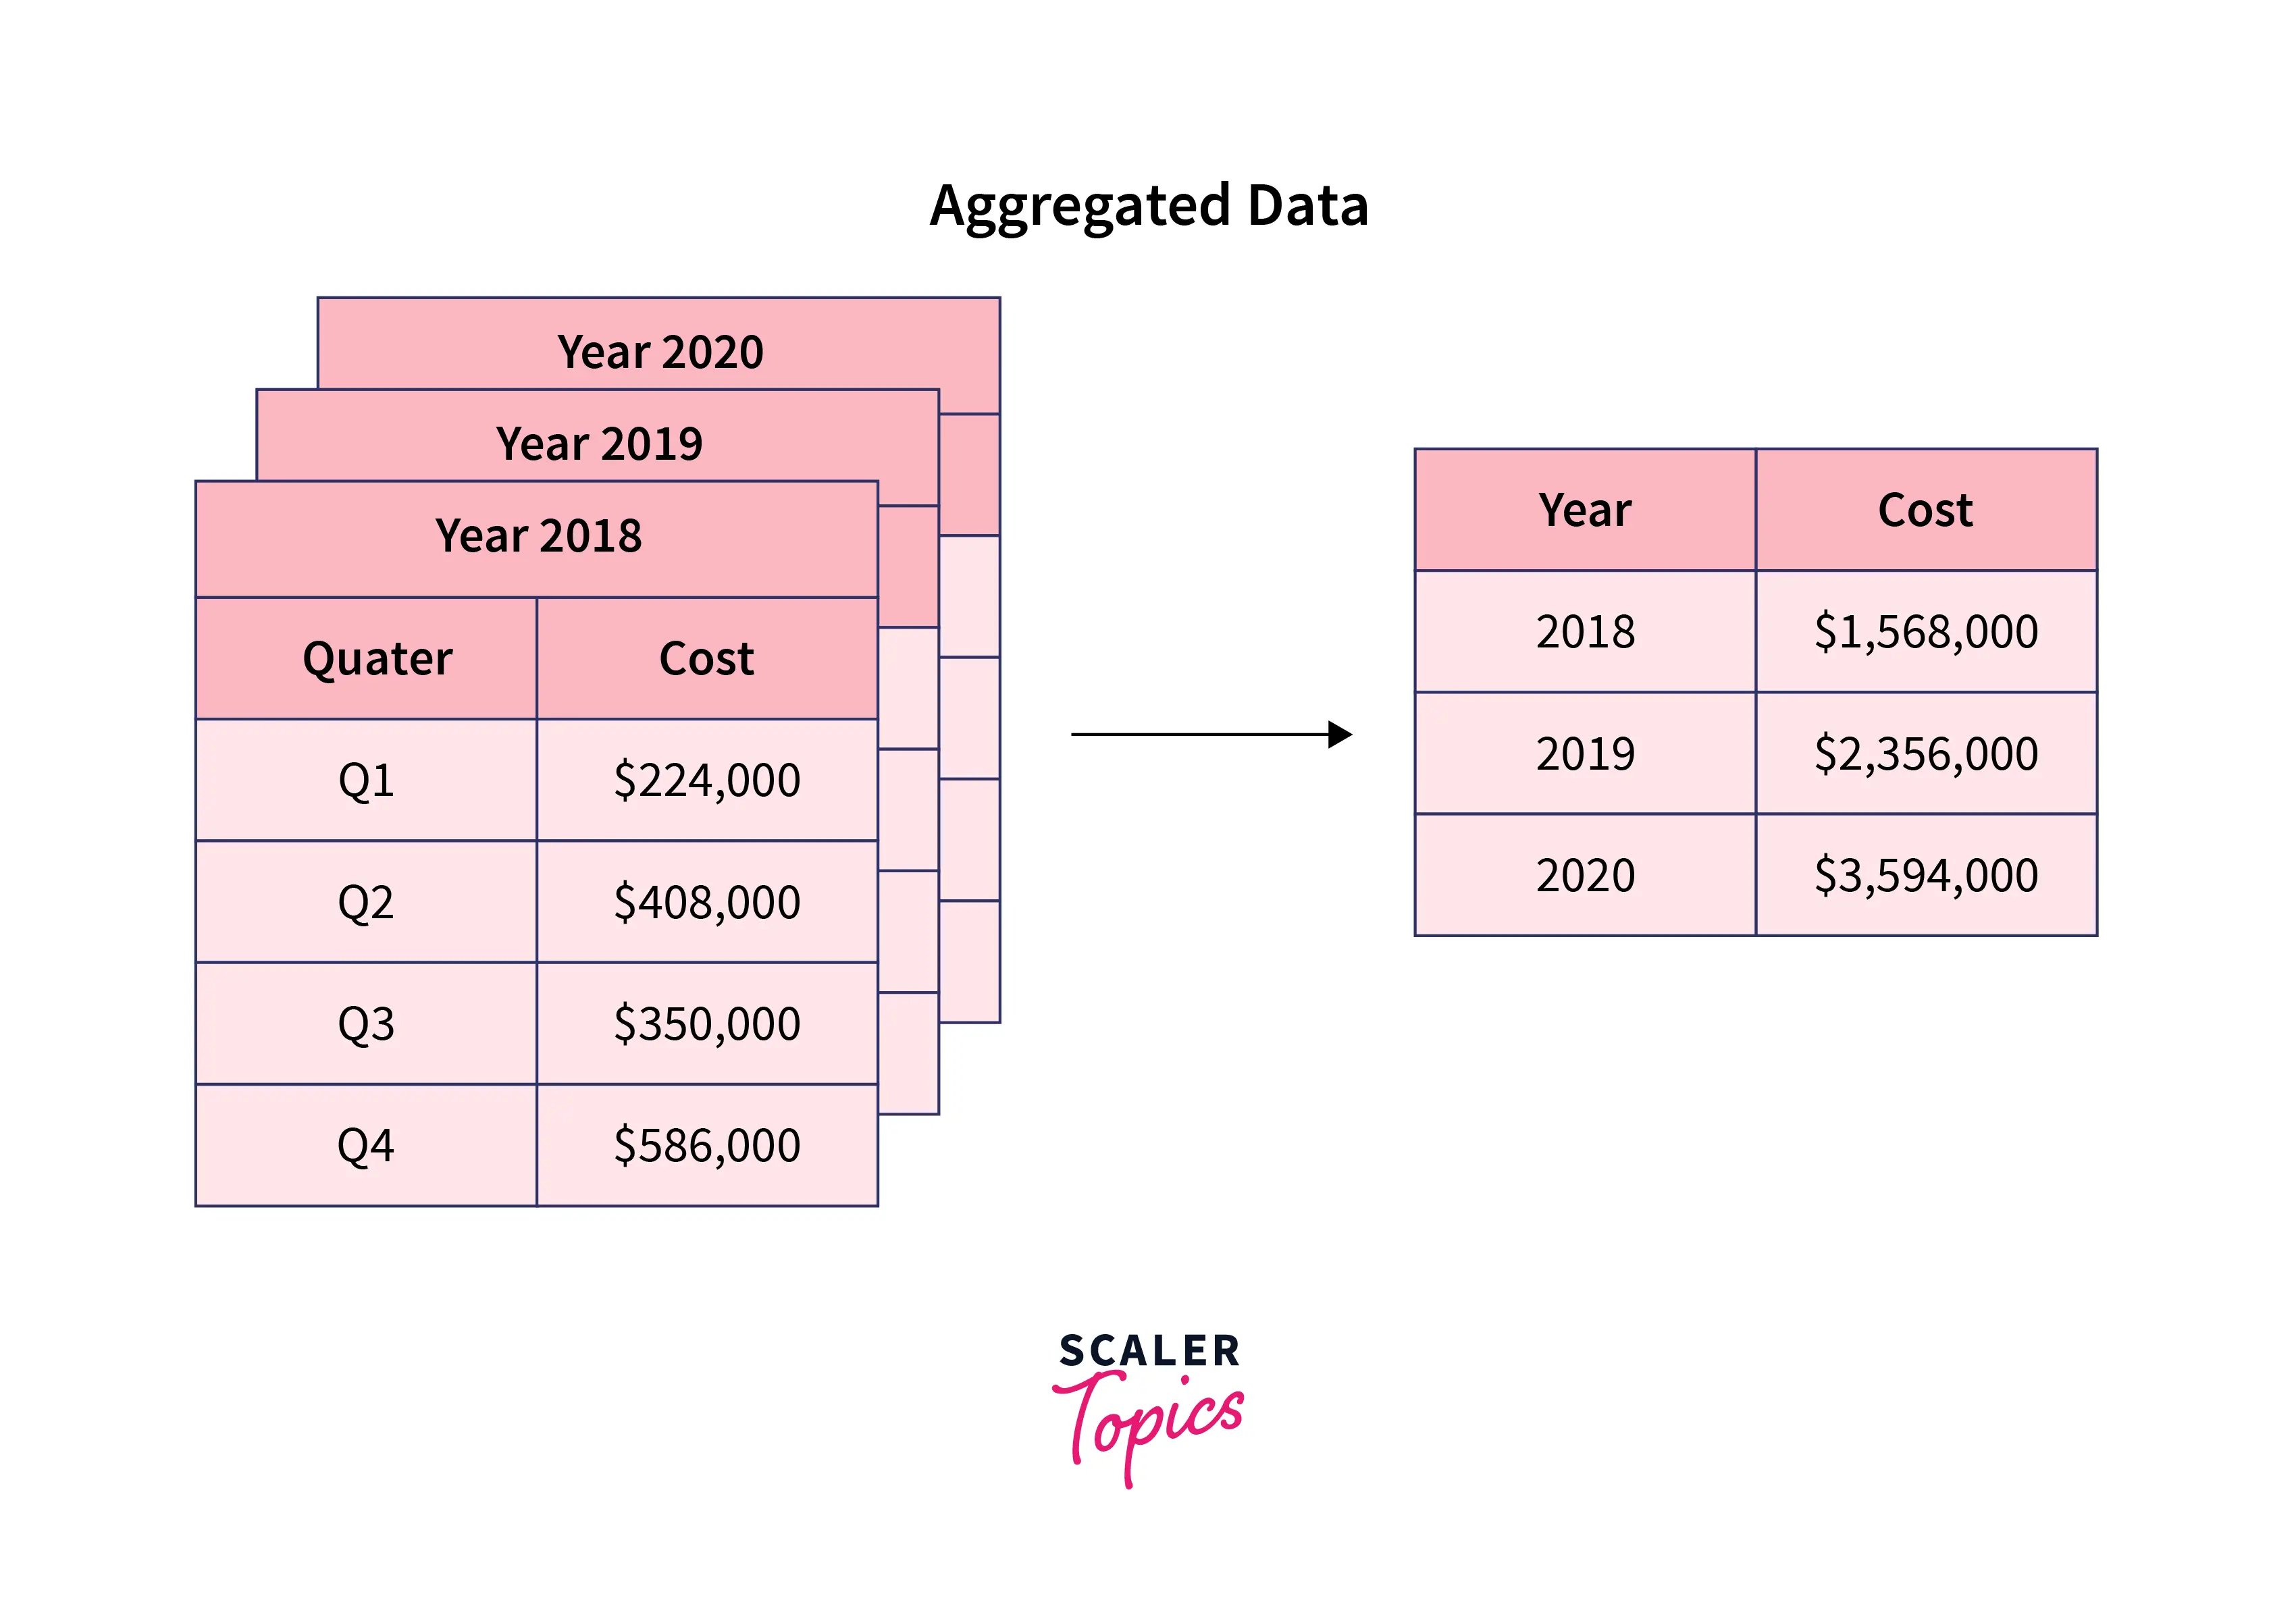 Aggregated Data
Year 2020
Year 2019
Year 2018
Quater Cost
Q1 $224,000
Q2 $408,000
Q3 $350,000
Q4 $586,000
Year Cost
2018 $1,568,000
2019 $2,356,000
2020 $3,594,000
SCALER
Topics